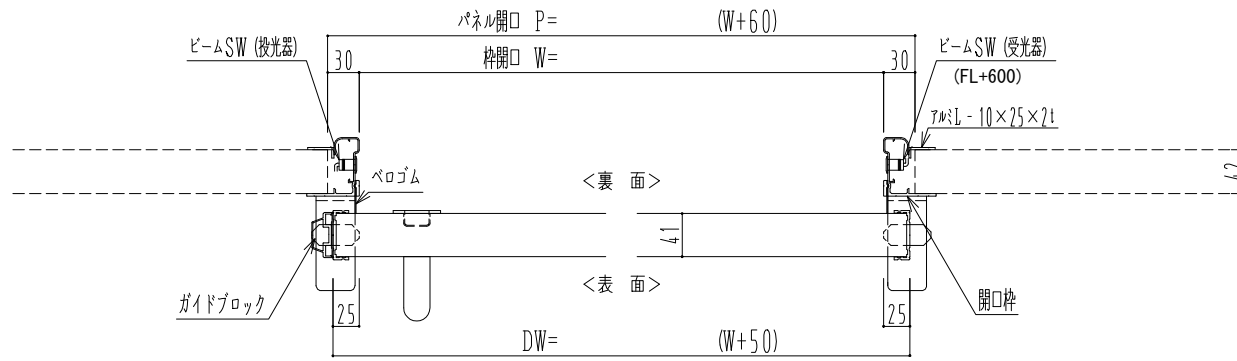 パネル開口 P= (W+60)
ビームSW (投光器)
30
枠開口 W=
30
ビームSW (受光器)
(FL+600)
アルミL - 10×25×2t
ベロゴム
<裏 面>
41
<表 面>
ガイドブロック
25
25
開口枠
DW= (W+50)